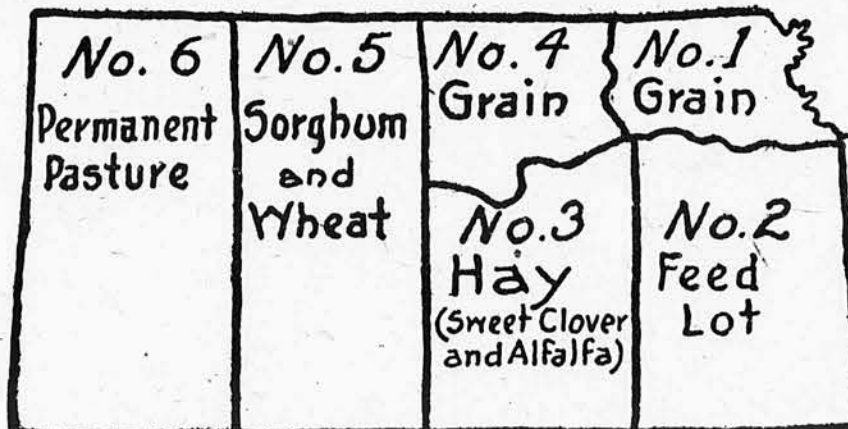 No. 6
Permanent
Pasture
No. 5
Sorghum
and
Wheat
No. 4
Grain
No. 1
Grain
No. 3
Hay
(Sweet Clover
and Alfalfa)
No. 2
Feed
Lot